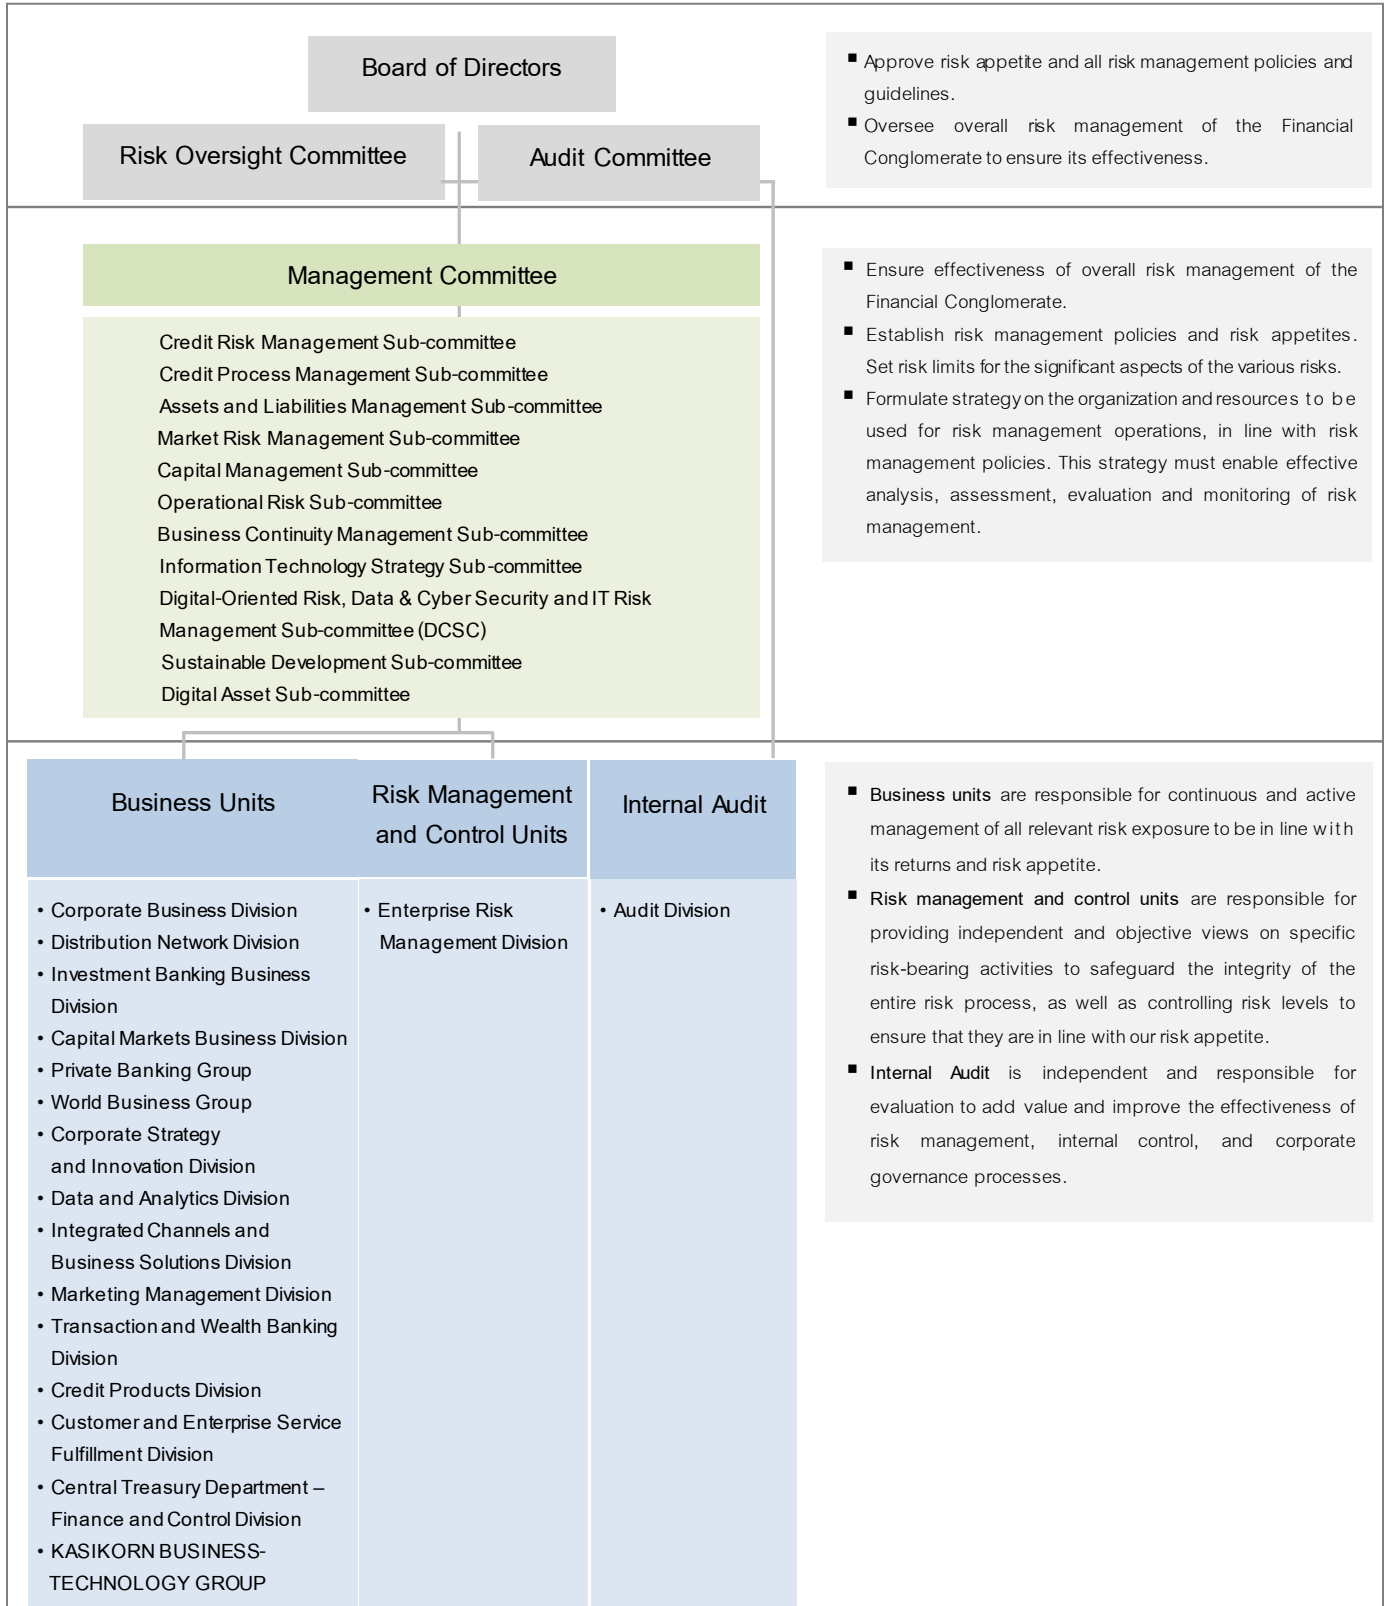 Board of Directors
Risk Oversight Committee
Audit Committee
▪ Approve risk appetite and all risk management policies and
guidelines.
▪ Oversee overall risk management of the Financial
Conglomerate to ensure its effectiveness.
Management Committee
Credit Risk Management Sub-committee
Credit Process Management Sub-committee
Assets and Liabilities Management Sub-committee
Market Risk Management Sub-committee
Capital Management Sub-committee
Operational Risk Sub-committee
Business Continuity Management Sub-committee
Information Technology Strategy Sub-committee
Digital-Oriented Risk, Data & Cyber Security and IT Risk
Management Sub-committee (DCSC)
Sustainable Development Sub-committee
Digital Asset Sub-committee
▪ Ensure effectiveness of overall risk management of the
Financial Conglomerate.
▪ Establish risk management policies and risk appetites.
Set risk limits for the significant aspects of the various risks.
▪ Formulate strategy on the organization and resources to be
used for risk management operations, in line with risk
management policies. This strategy must enable effective
analysis, assessment, evaluation and monitoring of risk
management.
Business Units
• Corporate Business Division
• Distribution Network Division
• Investment Banking Business
Division
• Capital Markets Business Division
• Private Banking Group
• World Business Group
• Corporate Strategy
and Innovation Division
• Data and Analytics Division
• Integrated Channels and
Business Solutions Division
• Marketing Management Division
• Transaction and Wealth Banking
Division
• Credit Products Division
• Customer and Enterprise Service
Fulfillment Division
• Central Treasury Department –
Finance and Control Division
• KASIKORN BUSINESS-
TECHNOLOGY GROUP
Risk Management
and Control Units
• Enterprise Risk
Management Division
Internal Audit
• Audit Division
▪ Business units are responsible for continuous and active
management of all relevant risk exposure to be in line with
its returns and risk appetite.
▪ Risk management and control units are responsible for
providing independent and objective views on specific
risk-bearing activities to safeguard the integrity of the
entire risk process, as well as controlling risk levels to
ensure that they are in line with our risk appetite.
▪ Internal Audit is independent and responsible for
evaluation to add value and improve the effectiveness of
risk management, internal control, and corporate
governance processes.